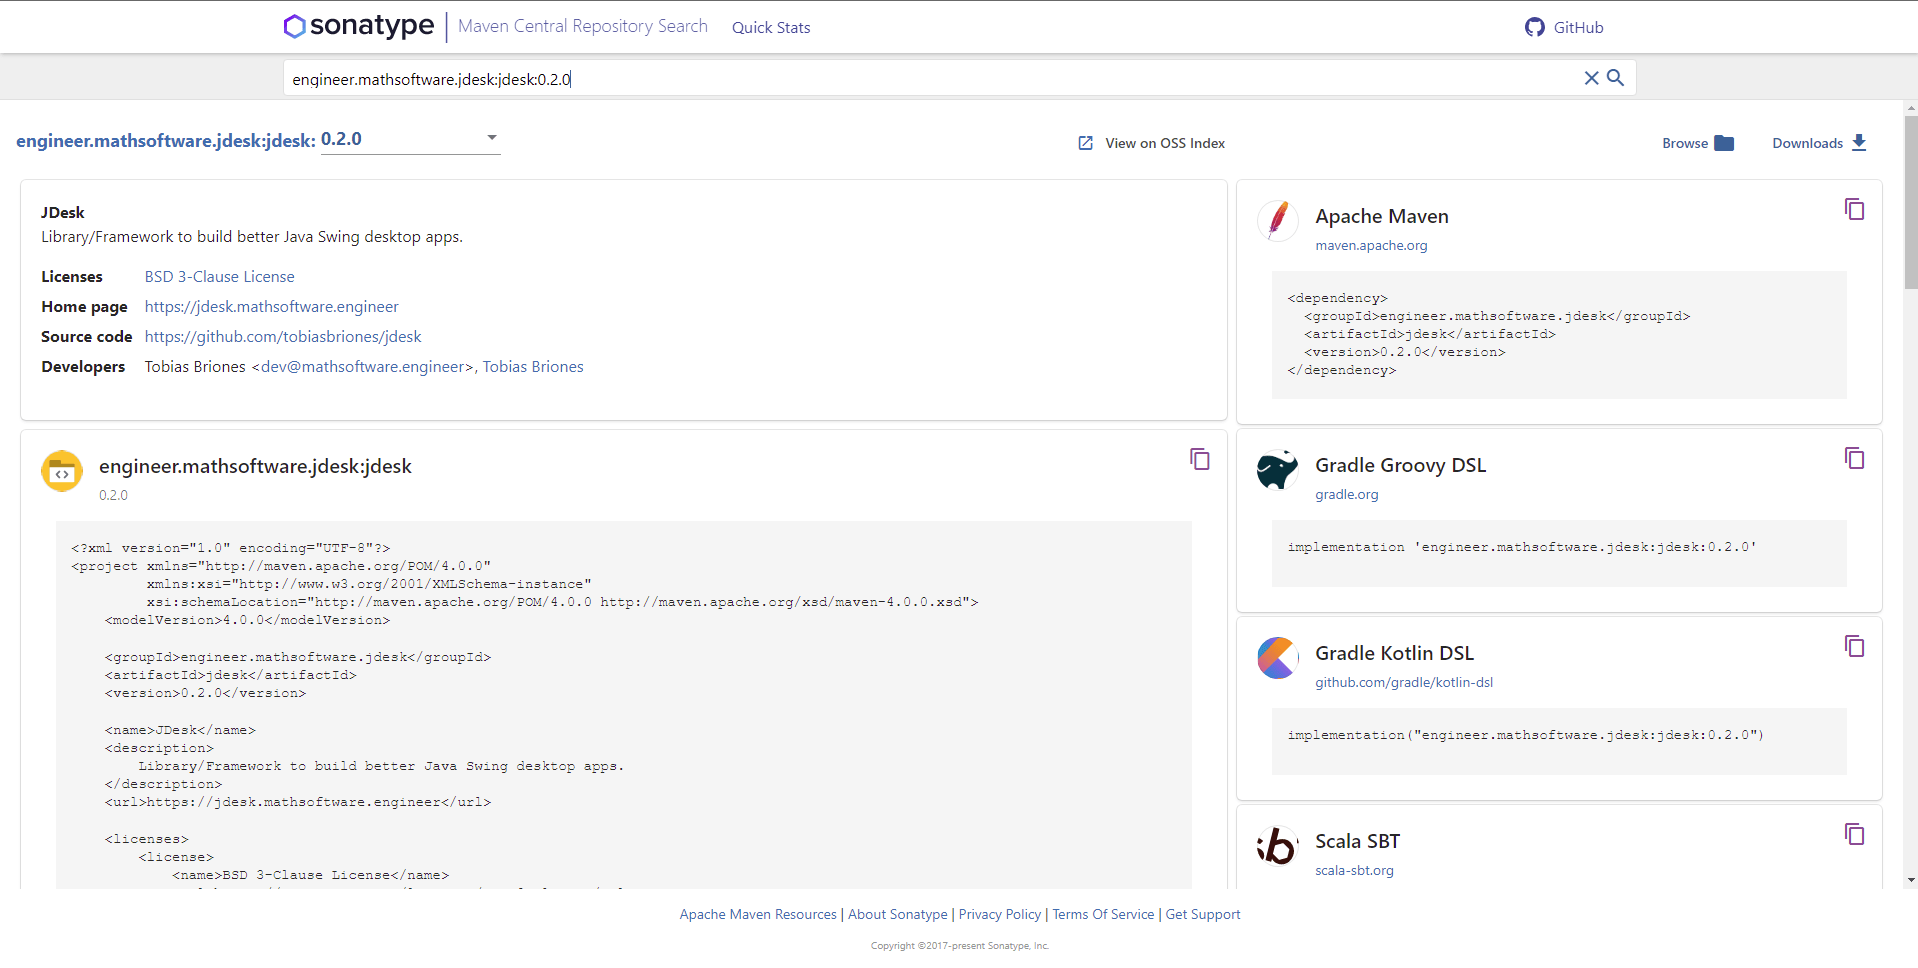 sonatype | Maven Central Repository Search Quick Stats GitHub
engineer.mathsoftware.jdesk:jdesk:0.2.0
engineer.mathsoftware.jdesk:jdesk: 0.2.0
View on OSS Index
Browse
Downloads
JDesk
Library/Framework to build better Java Swing desktop apps.
Licenses BSD 3-Clause License
Home page https://jdesk.mathsoftware.engineer
Source code https://github.com/tobiasbriones/jdesk
Developers Tobias Briones <dev@mathsoftware.engineer>, Tobias Briones
engineer.mathsoftware.jdesk:jdesk
0.2.0
<?xml version="1.0" encoding="UTF-8"?>
<project xmlns="http://maven.apache.org/POM/4.0.0"
         xmlns:xsi="http://www.w3.org/2001/XMLSchema-instance"
         xsi:schemaLocation="http://maven.apache.org/POM/4.0.0 http://maven.apache.org/xsd/maven-4.0.0.xsd">
    <modelVersion>4.0.0</modelVersion>
    <groupId>engineer.mathsoftware.jdesk</groupId>
    <artifactId>jdesk</artifactId>
    <version>0.2.0</version>
    <name>JDesk</name>
    <description>
        Library/Framework to build better Java Swing desktop apps.
    </description>
    <url>https://jdesk.mathsoftware.engineer</url>
    <licenses>
        <license>
            <name>BSD 3-Clause License</name>
Apache Maven
maven.apache.org
<dependency>
  <groupId>engineer.mathsoftware.jdesk</groupId>
  <artifactId>jdesk</artifactId>
  <version>0.2.0</version>
</dependency>
Gradle Groovy DSL
gradle.org
implementation 'engineer.mathsoftware.jdesk:jdesk:0.2.0'
Gradle Kotlin DSL
github.com/gradle/kotlin-dsl
implementation("engineer.mathsoftware.jdesk:jdesk:0.2.0")
Scala SBT
scala-sbt.org
Apache Maven Resources | About Sonatype | Privacy Policy | Terms Of Service | Get Support
Copyright ©2017-present Sonatype, Inc.